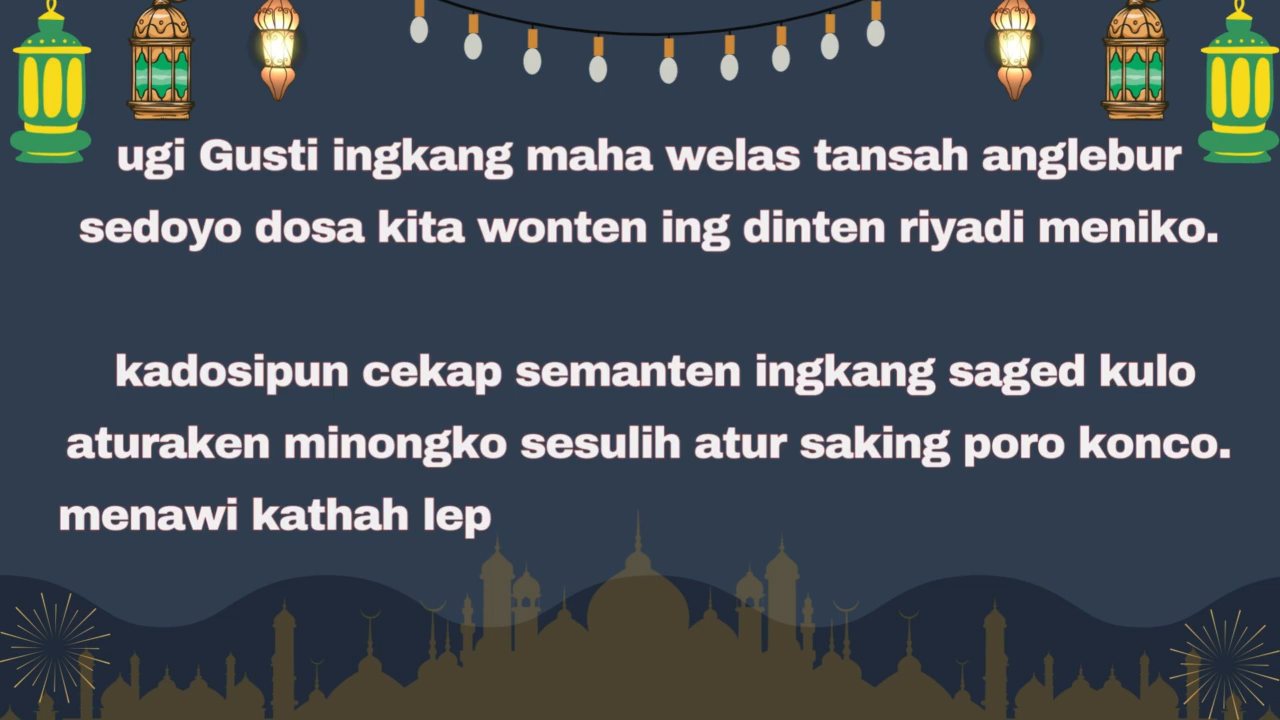 ugi Gusti ingkang maha welas tansah anglebur
sedoyo dosa kita wonten ing dinten riyadi meniko.
kadosipun cekap semanten ingkang saged kulo
aturaken minongko sesulih atur saking poro konco.
menawi kathah lep